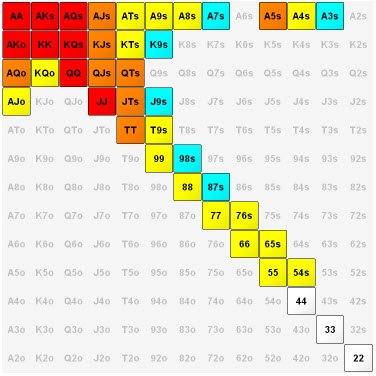 AA AKs AQs AJs ATs A9s A8s A7s A6s A5s A4s A3s A2s
AKo KK KQs KJs KTs K9s K8s K7s K6s K5s K4s K3s K2s
AQo KQo QQ QJs QTs Q9s Q8s Q7s Q6s Q5s Q4s Q3s Q2s
AJo KJo QJo JJ JTs J9s J8s J7s J6s J5s J4s J3s J2s
ATo KTo QTo JTo TT T9s T8s T7s T6s T5s T4s T3s T2s
A9o K9o Q9o J9o T9o 99 98s 97s 96s 95s 94s 93s 92s
A8o K8o Q8o J8o T8o 98o 88 87s 86s 85s 84s 83s 82s
A7o K7o Q7o J7o T7o 97o 87o 77 76s 75s 74s 73s 72s
A6o K6o Q6o J6o T6o 96o 86o 76o 66 65s 64s 63s 62s
A5o K5o Q5o J5o T5o 95o 85o 75o 65o 55 54s 53s 52s
A4o K4o Q4o J4o T4o 94o 84o 74o 64o 54o 44 43s 42s
A3o K3o Q3o J3o T3o 93o 83o 73o 63o 53o 43o 33 32s
A2o K2o Q2o J2o T2o 92o 82o 72o 62o 52o 42o 32o 22